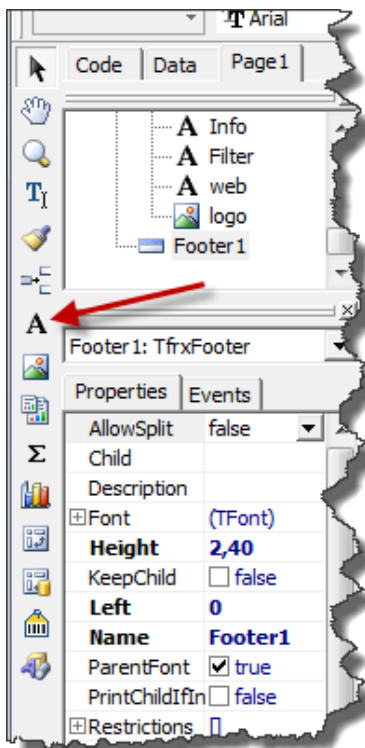 Arial
Code Data Page1
Info
Filter
web
logo
Footer1
Footer1: TfrxFooter
Properties Events
AllowSplit false
Child
Description
Font (TFont)
Height 2,40
KeepChild false
Left 0
Name Footer1
ParentFont true
PrintChildIfIn false
Restrictions []